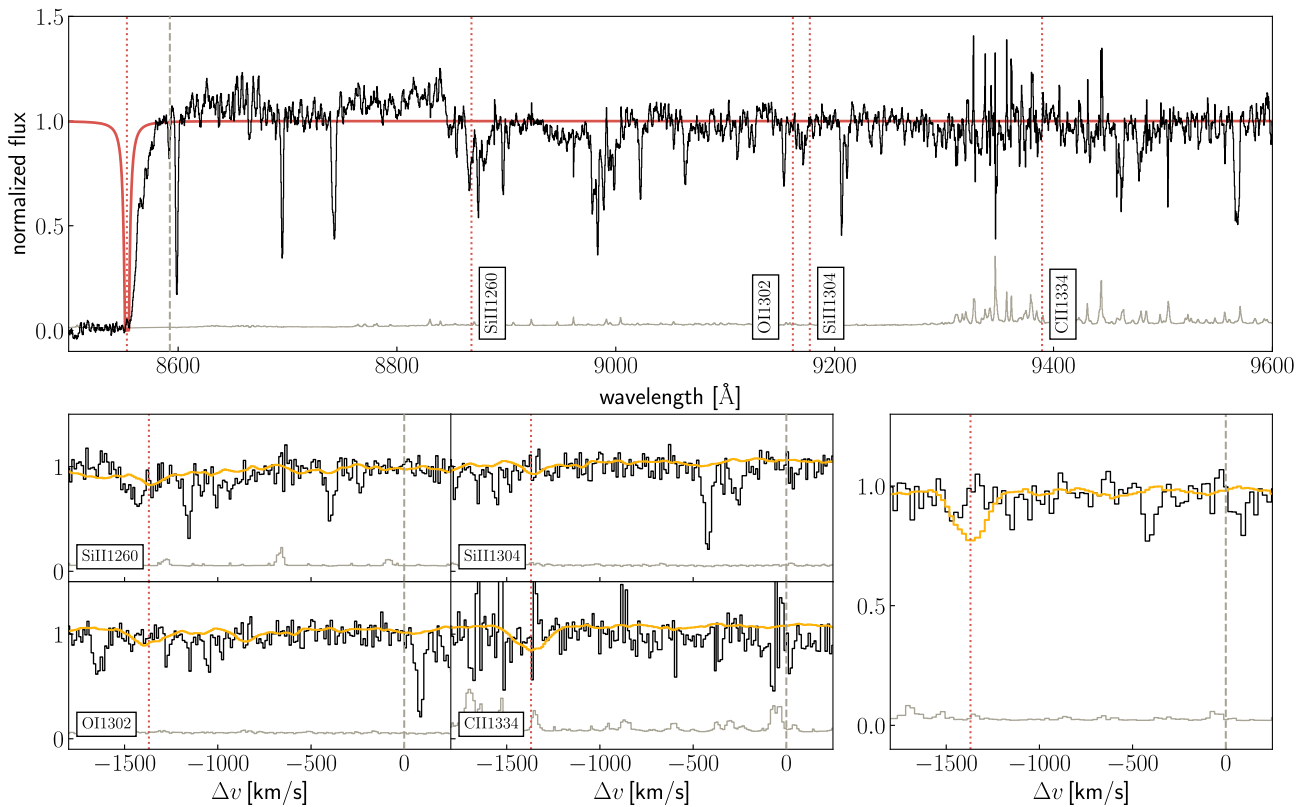 1.5
1.0
0.5
0.0
normalized flux
SiII1260
OI1302
SiII1304
CII1334
8600
8800
9000
9200
9400
9600
wavelength [Å]
1
0
SiII1260
SiII1304
1
0
OI1302
CII1334
−1500
−1000
−500
0
Δv [km/s]
−1500
−1000
−500
0
Δv [km/s]
1.0
0.5
0.0
−1500
−1000
−500
0
Δv [km/s]